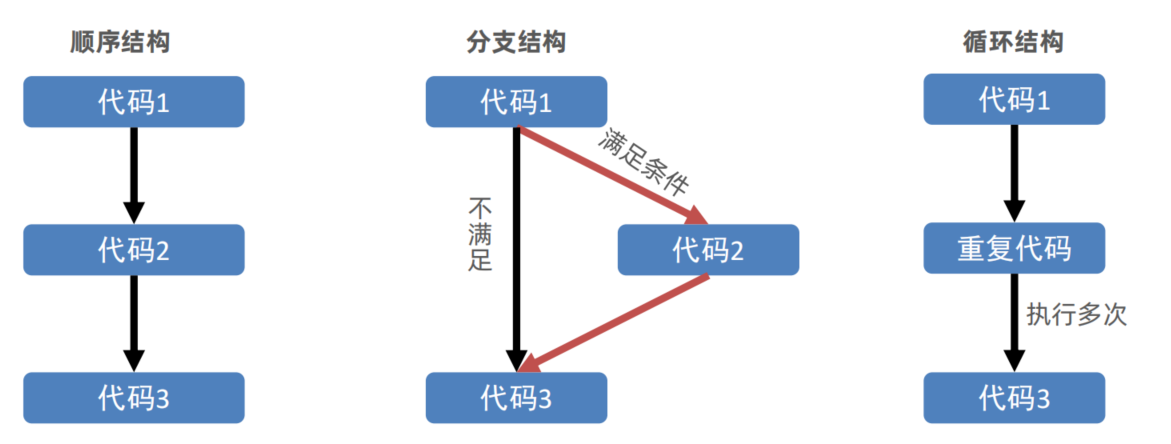 顺序结构
代码1
代码2
代码3
分支结构
代码1
满足条件
不满足
代码2
代码3
循环结构
代码1
重复代码
执行多次
代码3